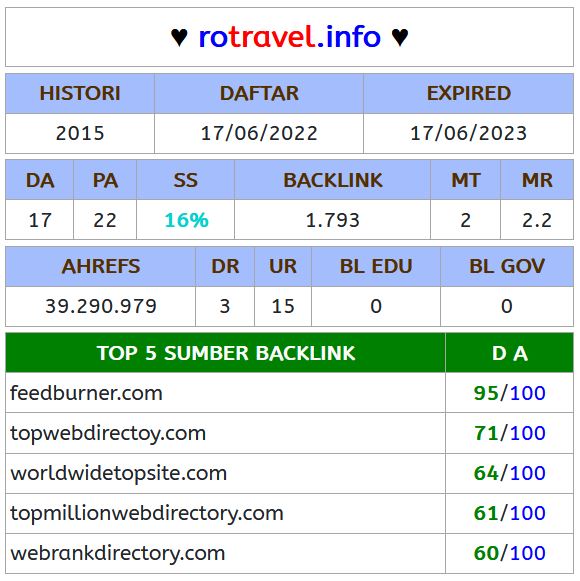 ♥ rotravel.info ♥
HISTORI DAFTAR EXPIRED
2015 17/06/2022 17/06/2023
DA PA SS BACKLINK MT MR
17 22 16% 1.793 2 2.2
AHREFS DR UR BL EDU BL GOV
39.290.979 3 15 0 0
TOP 5 SUMBER BACKLINK D A
feedburner.com 95/100
topwebdirectoy.com 71/100
worldwidetopsite.com 64/100
topmillionwebdirectory.com 61/100
webrankdirectory.com 60/100